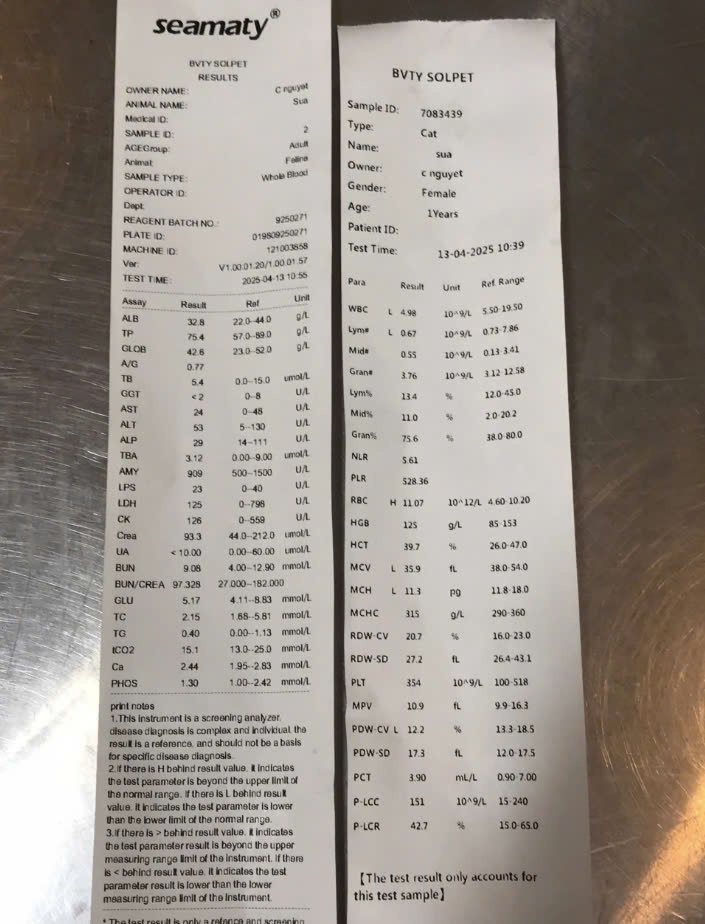 seamaty®
BVTY SOLPET
RESULTS
OWNER NAME: C nguyet
ANIMAL NAME: Sua
Medical ID:
SAMPLE ID: 2
AGEGroup: Adult
Animal: Feline
SAMPLE TYPE: Whole Blood
OPERATOR ID:
Dept:
REAGENT BATCH NO.: 9250271
PLATE ID: 019809250271
MACHINE ID: 121003858
Ver: V1.00.01.20/1.00.01.57
TEST TIME: 2025-04-13 10:55
Assay Result Ref Unit
ALB 32.8 22.0--44.0 g/L
TP 75.4 57.0--89.0 g/L
GLOB 42.6 23.0--52.0 g/L
A/G 0.77
TB 5.4 0.0--15.0 umol/L
GGT <2 0--8 U/L
AST 24 0--48 U/L
ALT 53 5--130 U/L
ALP 29 14--111 U/L
TBA 3.12 0.00--9.00 umol/L
AMY 909 500--1500 U/L
LPS 23 0--40 U/L
LDH 125 0--798 U/L
CK 126 0--559 U/L
Crea 93.3 44.0--212.0 umol/L
UA <10.00 0.00--60.00 umol/L
BUN 9.08 4.00--12.90 mmol/L
BUN/CREA 97.328 27.000--182.000
GLU 5.17 4.11--8.83 mmol/L
TC 2.15 1.68--5.81 mmol/L
TG 0.40 0.00--1.13 mmol/L
tCO2 15.1 13.0--25.0 mmol/L
Ca 2.44 1.95--2.83 mmol/L
PHOS 1.30 1.00--2.42 mmol/L
print notes
1.This instrument is a screening analyzer.
disease diagnosis is complex and individual. the
result is a reference, and should not be a basis
for specific disease diagnosis.
2.If there is H behind result value, it indicates
the test parameter is beyond the upper limit of
the normal range. If there is L behind result
value. it indicates the test parameter is lower
than the lower limit of the normal range.
3.If there is > behind result value, it indicates
the test parameter result is beyond the upper
measuring range limit of the instrument. If there
is < behind result value, it indicates the test
parameter result is lower than the lower
measuring range limit of the instrument.
* The test result is only a refence and screening
BVTY SOLPET
Sample ID: 7083439
Type: Cat
Name: sua
Owner: c nguyet
Gender: Female
Age: 1Years
Patient ID:
Test Time: 13-04-2025 10:39
Para Result Unit Ref. Range
WBC L 4.98 10^9/L 5.50-19.50
Lym# L 0.67 10^9/L 0.73-7.86
Mid# 0.55 10^9/L 0.13-3.41
Gran# 3.76 10^9/L 3.12-12.58
Lym% 13.4 % 12.0-45.0
Mid% 11.0 % 2.0-20.2
Gran% 75.6 % 38.0-80.0
NLR 5.61
PLR 528.36
RBC H 11.07 10^12/L 4.60-10.20
HGB 125 g/L 85-153
HCT 39.7 % 26.0-47.0
MCV L 35.9 fL 38.0-54.0
MCH L 11.3 pg 11.8-18.0
MCHC 315 g/L 290-360
RDW-CV 20.7 % 16.0-23.0
RDW-SD 27.2 fL 26.4-43.1
PLT 354 10^9/L 100-518
MPV 10.9 fL 9.9-16.3
PDW-CV L 12.2 % 13.3-18.5
PDW-SD 17.3 fL 12.0-17.5
PCT 3.90 mL/L 0.90-7.00
P-LCC 151 10^9/L 15-240
P-LCR 42.7 % 15.0-65.0
【The test result only accounts for
this test sample】